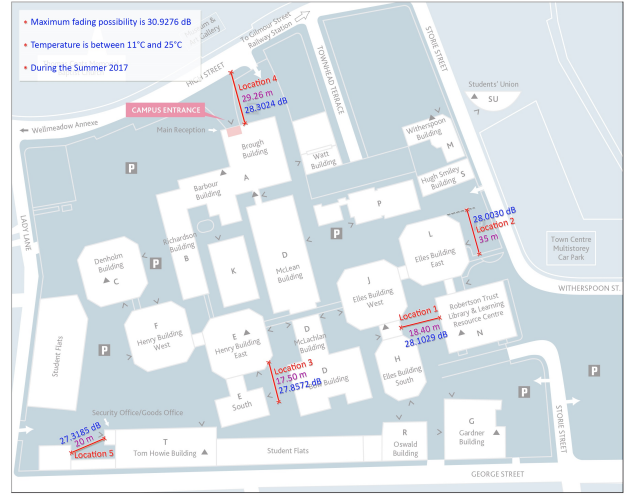 • Maximum fading possibility is 30.9276 dB
• Temperature is between 11°C and 25°C
• During the Summer 2017
Museum &
Gallery
To Gilmour Street
Railway Station
HIGH STREET
TOWNHEAD TERRACE
STORIE STREET
Location 4
29.26 m
28.3024 dB
Students' Union
SU
CAMPUS ENTRANCE
Wellmeadow Annexe
Main Reception
Witherspoon
Building
M
Brough
Building
Watt
Building
Hugh Smiley
Building
S
P
A
Barbour
Building
P
LADY LANE
28,0030 dB
Location 2
35 m
Richardson
Building
B
K
D
McLean
Building
P
L
Elles Building
East
Town Centre
Multistorey
Car Park
Denholm
Building
C
P
J
Elles Building
West
WITHERSPOON ST.
Location 1
18.40 m
28.1029 dB
Robertson Trust
Library & Learning
Resource Centre
N
F
Henry Building
West
E
Henry Building
East
D
McLachlan
Building
Student Flats
P
Location 3
17.50 m
27.8572 dB
D
Building
H
Elles Building
South
P
P
E
South
Security Office/Goods Office
27.3185 dB
20 m
Location 5
T
Tom Howie Building
Student Flats
R
Oswald
Building
G
Gardner
Building
STORIE STREET
GEORGE STREET